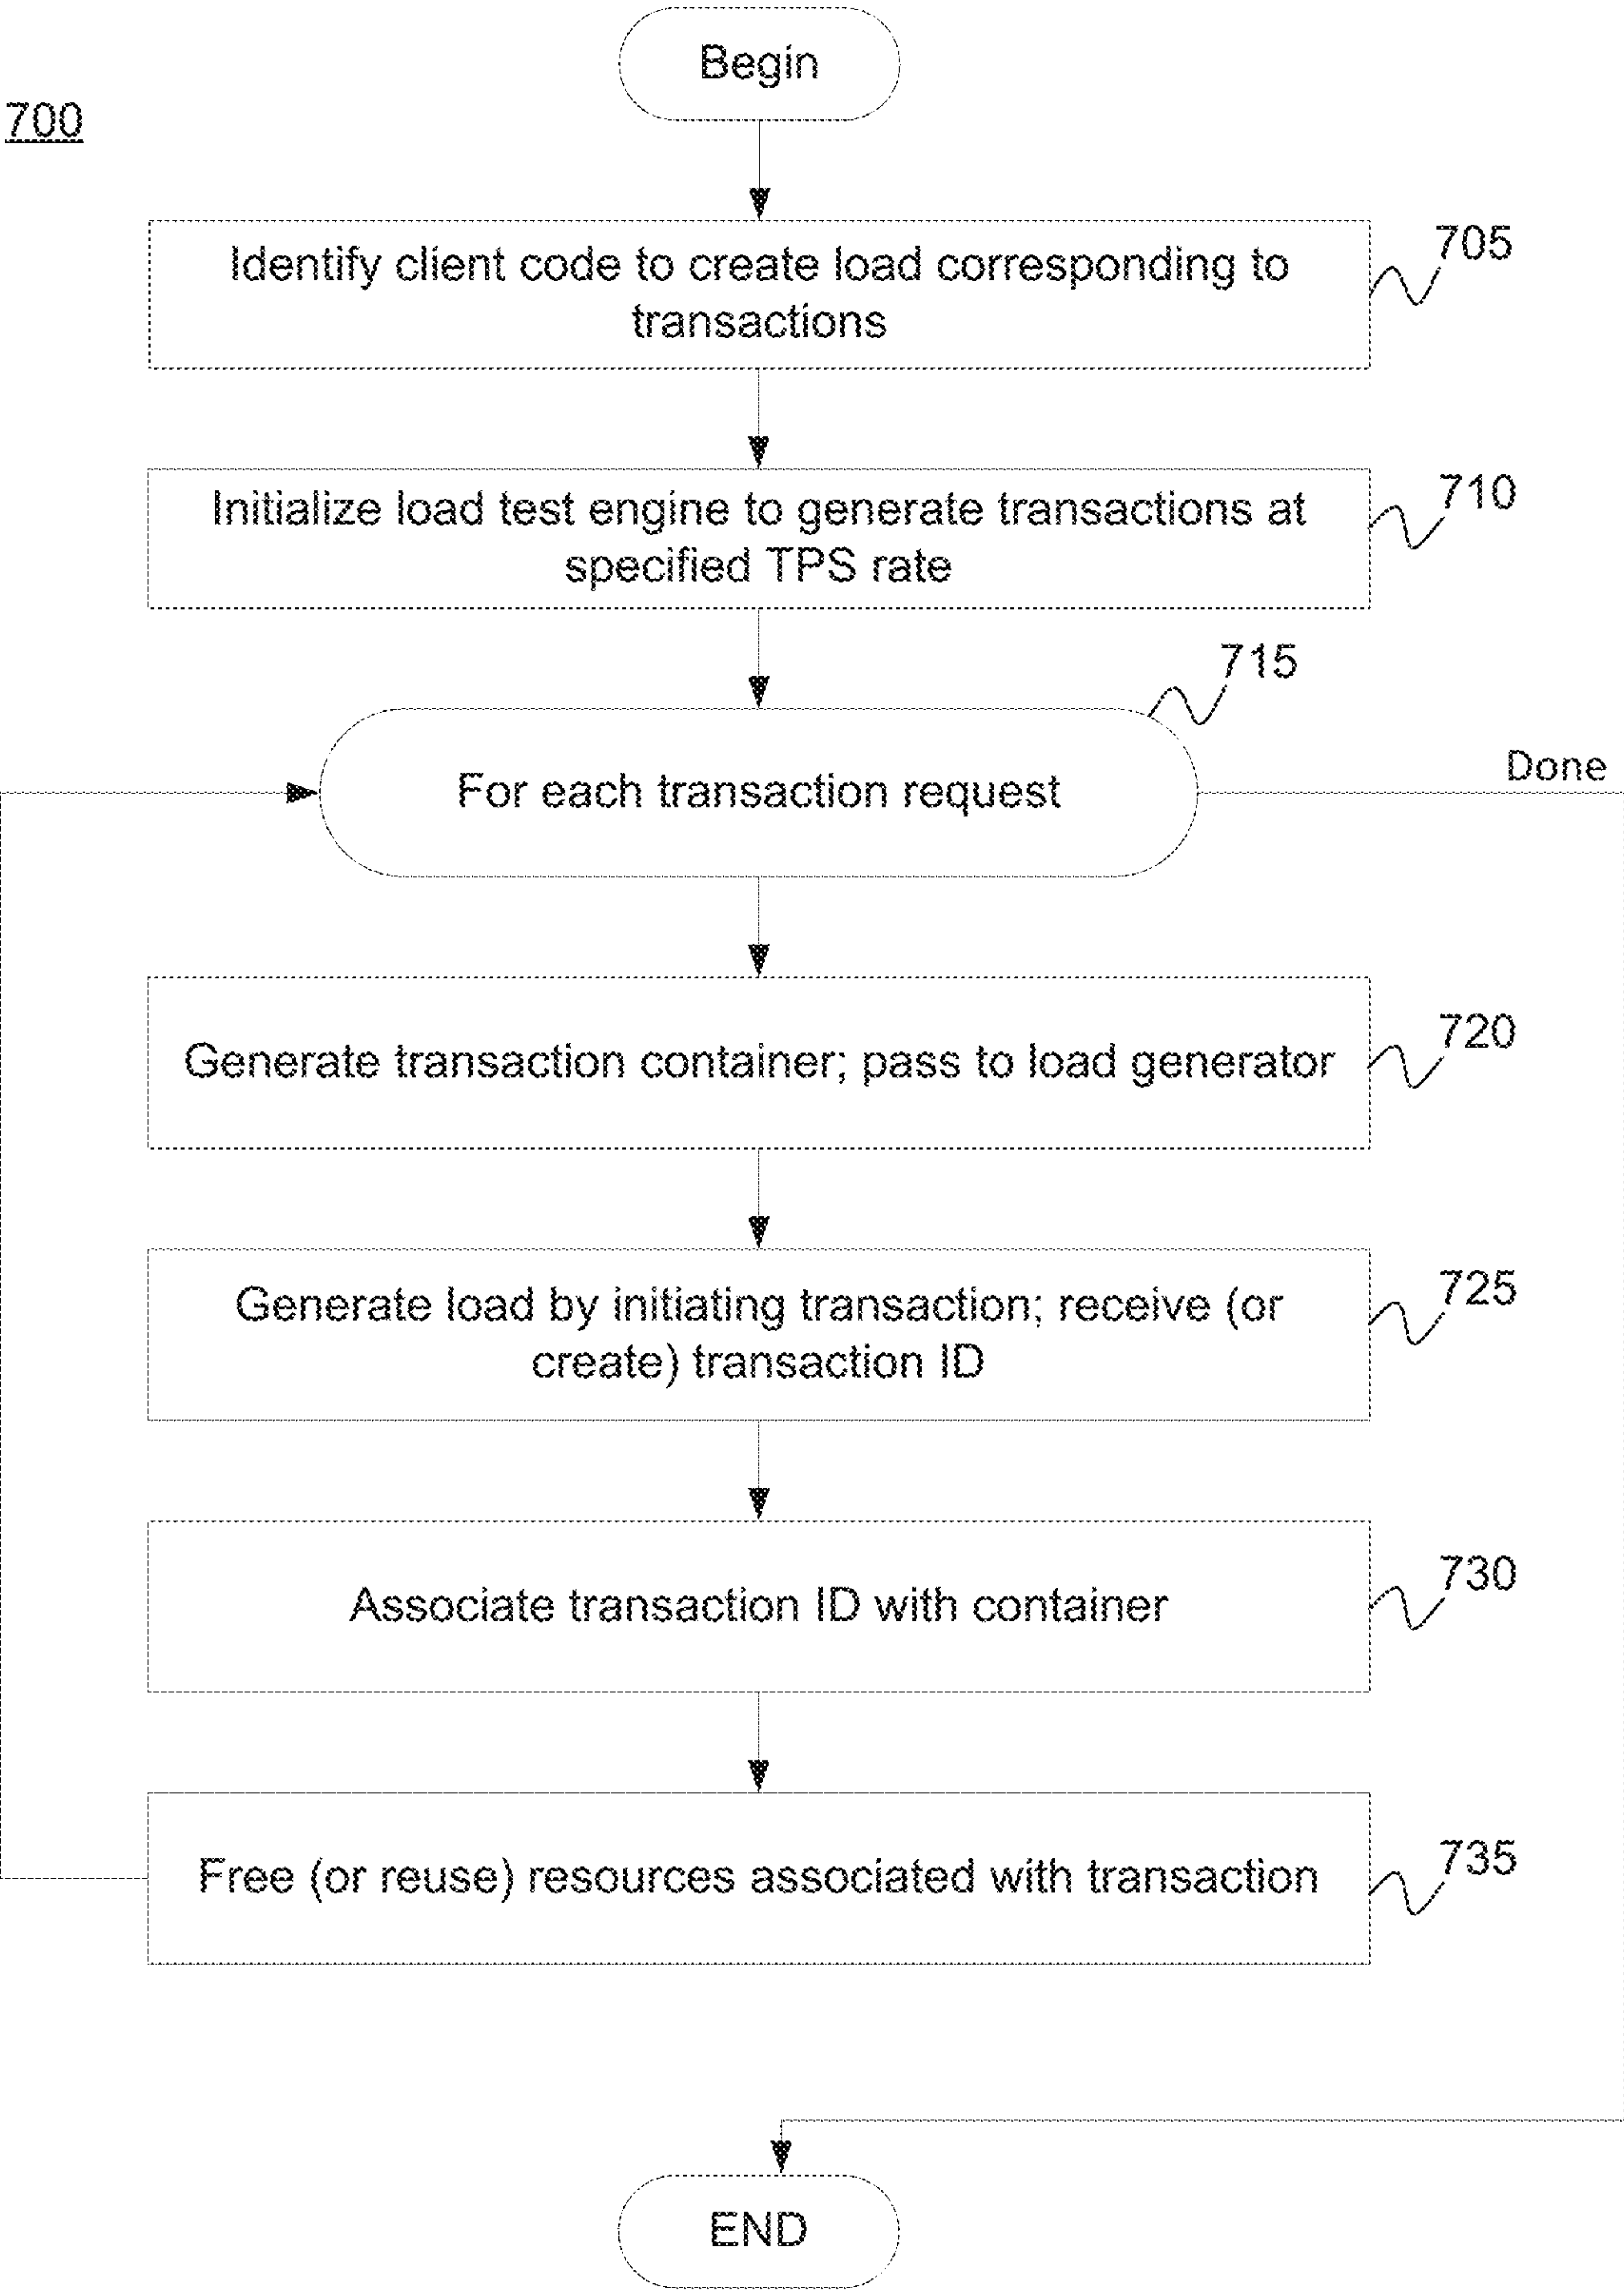 Begin
700
Identify client code to create load corresponding to
transactions
705
Initialize load test engine to generate transactions at
specified TPS rate
710
715
For each transaction request
Done
Generate transaction container; pass to load generator
720
Generate load by initiating transaction; receive (or
create) transaction ID
725
Associate transaction ID with container
730
Free (or reuse) resources associated with transaction
735
END